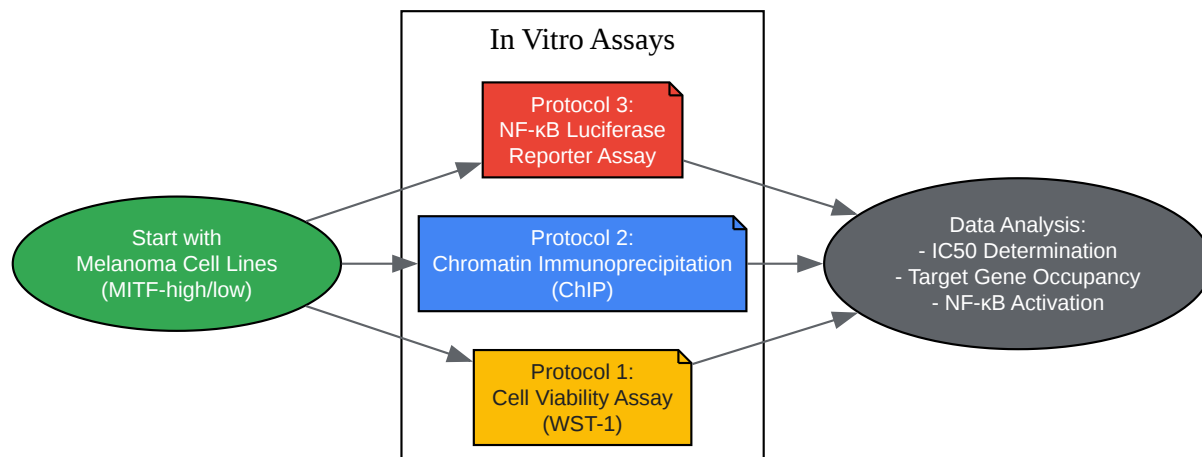 In Vitro Assays
Protocol 3:
NF-κB Luciferase
Reporter Assay
Start with
Melanoma Cell Lines
(MITF-high/low)
Protocol 2:
Chromatin Immunoprecipitation
(ChIP)
Data Analysis:
- IC50 Determination
- Target Gene Occupancy
- NF-κB Activation
Protocol 1:
Cell Viability Assay
(WST-1)